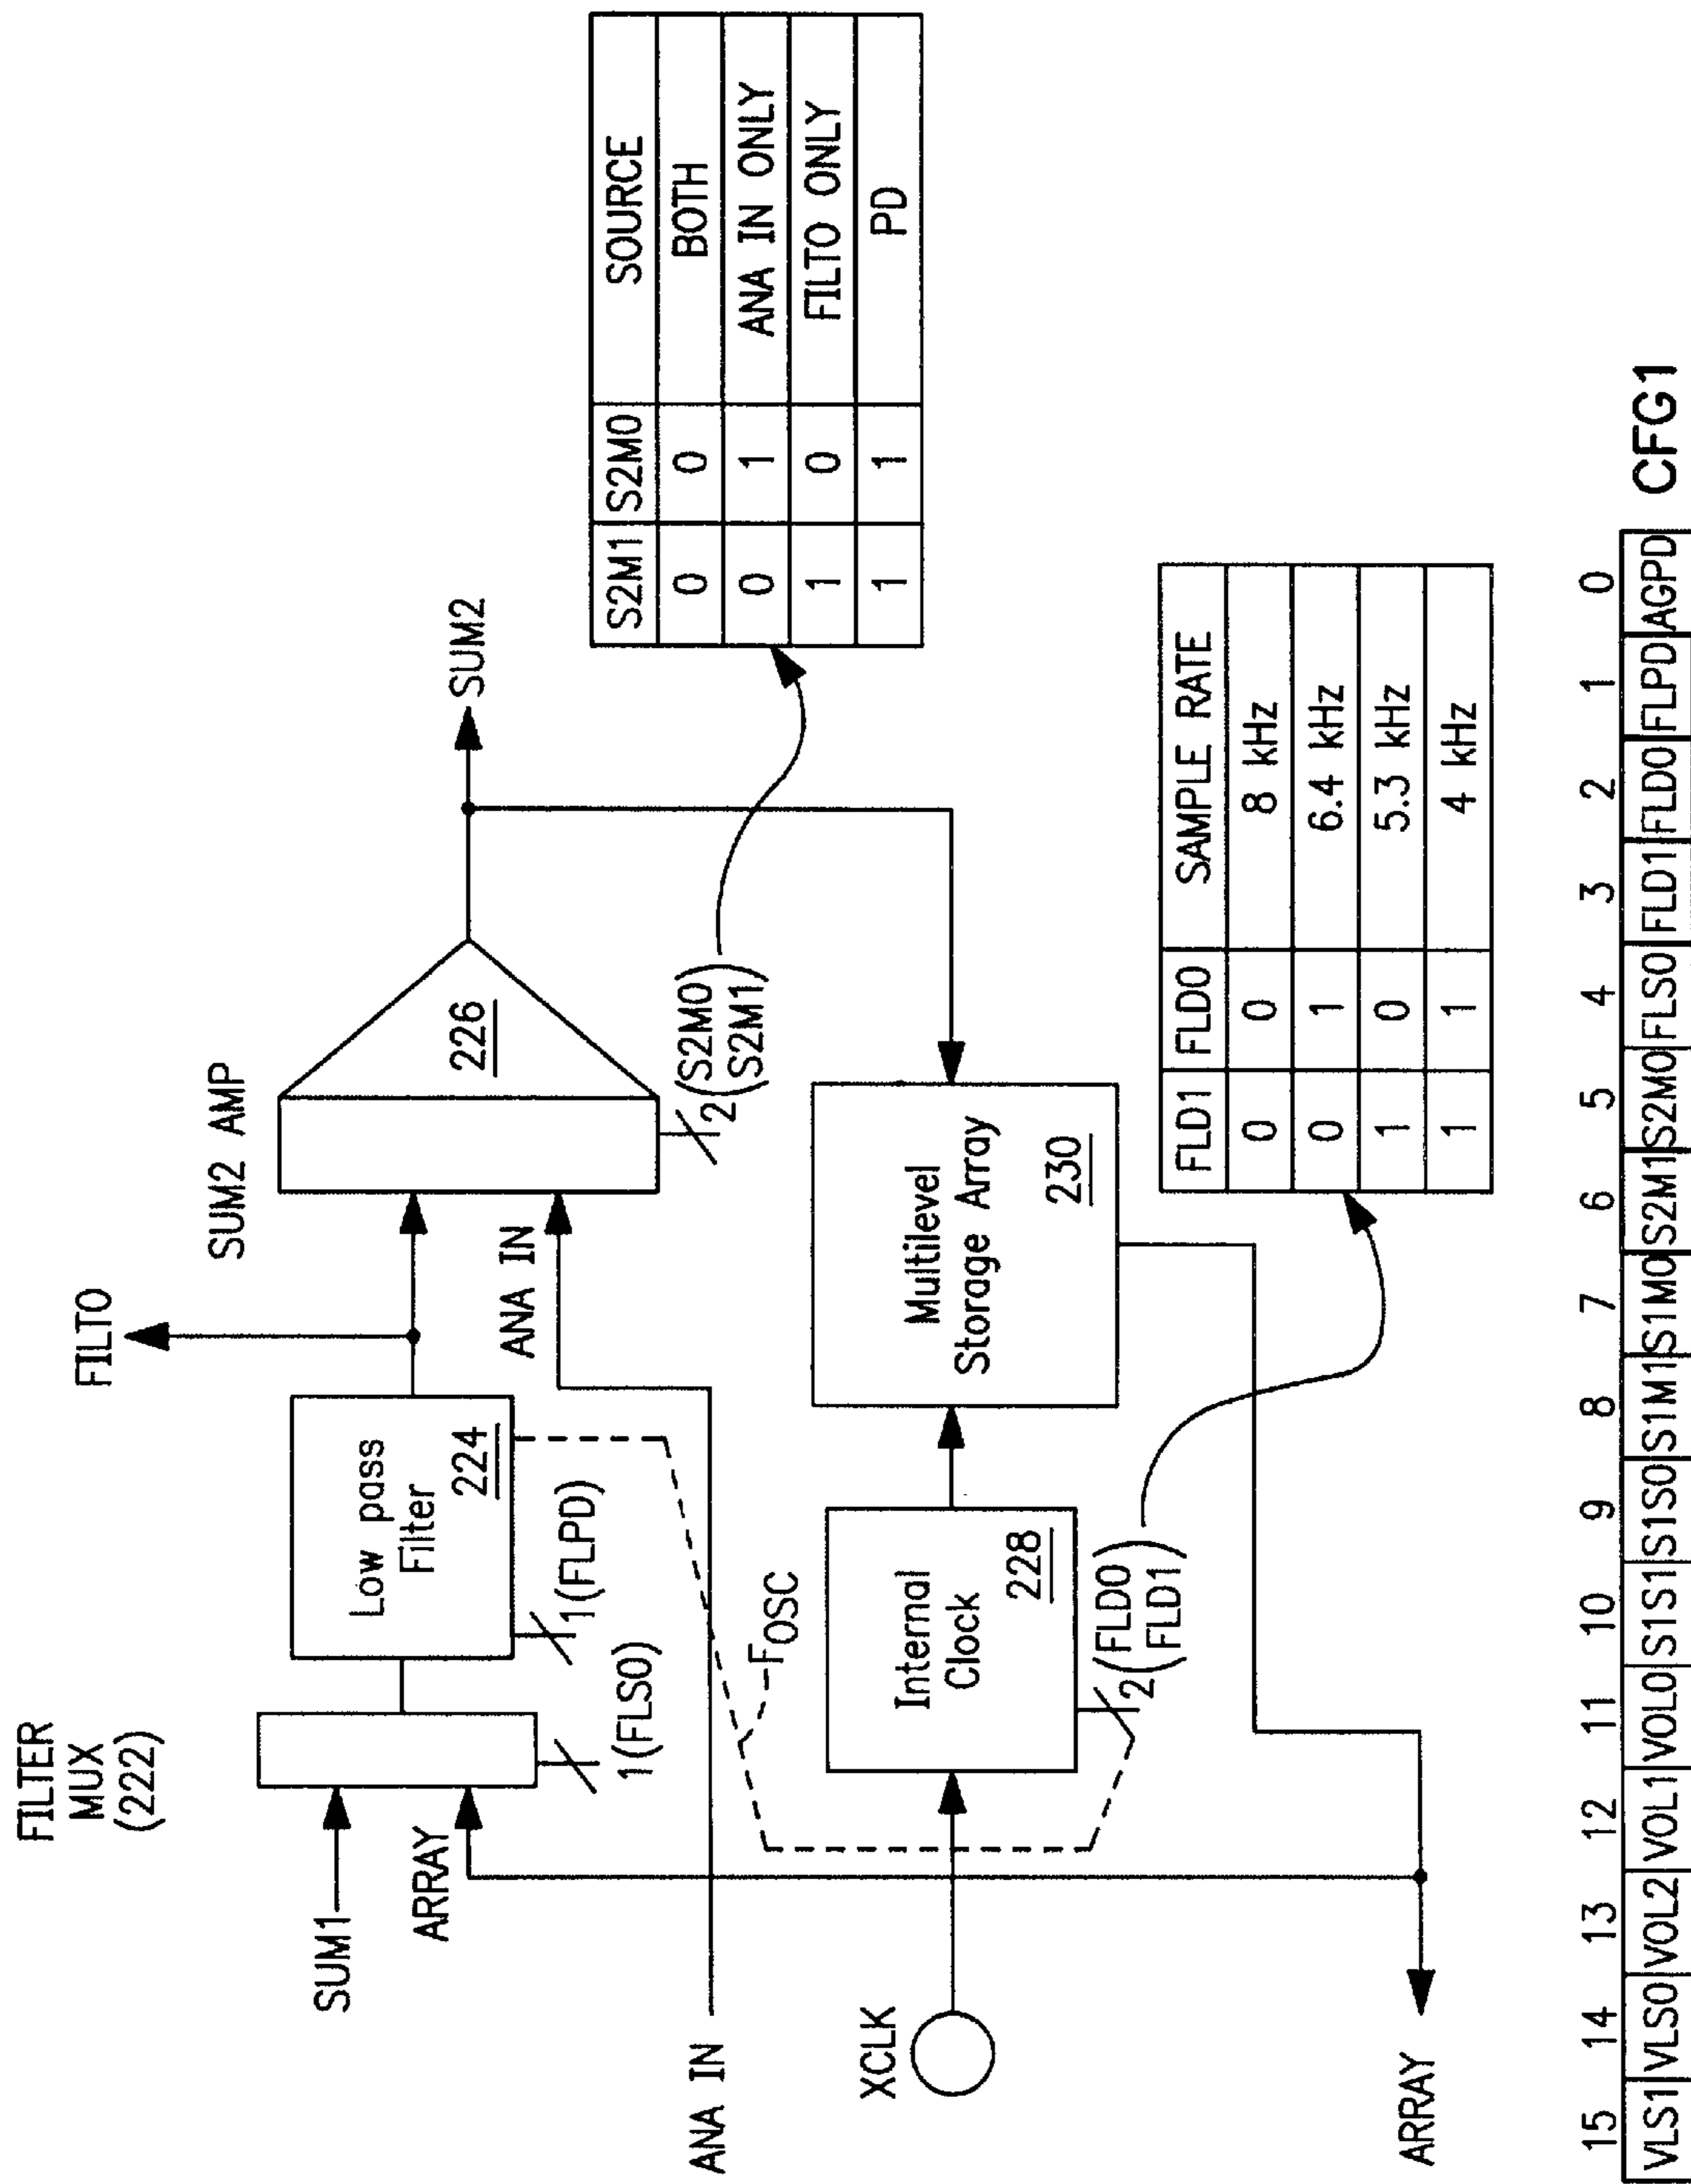 FILTER
MUX
(222)
FILTO
SUM2 AMP
SUM1
ARRAY
Low pass
Filter
224
1(FLSO)
1(FLPD)
ANA IN
226
SUM2
2(S2M0)
(S2M1)
S2M1 S2M0 SOURCE
0 0 BOTH
0 1 ANA IN ONLY
1 0 FILTO ONLY
1 1 PD
ANA IN
FOSC
XCLK
Internal
Clock
228
2(FLD0)
(FLD1)
Multilevel
Storage Array
230
FLD1 FLD0 SAMPLE RATE
0 0 8 kHz
0 1 6.4 kHz
1 0 5.3 kHz
1 1 4 kHz
ARRAY
15 14 13 12 11 10 9 8 7 6 5 4 3 2 1 0
VLS1 VLS0 VOL2 VOL1 VOL0 S1S1 S1S0 S1M1 S1M0 S2M1 S2M0 FLS0 FLD1 FLD0 FLPD AGPD CFG1